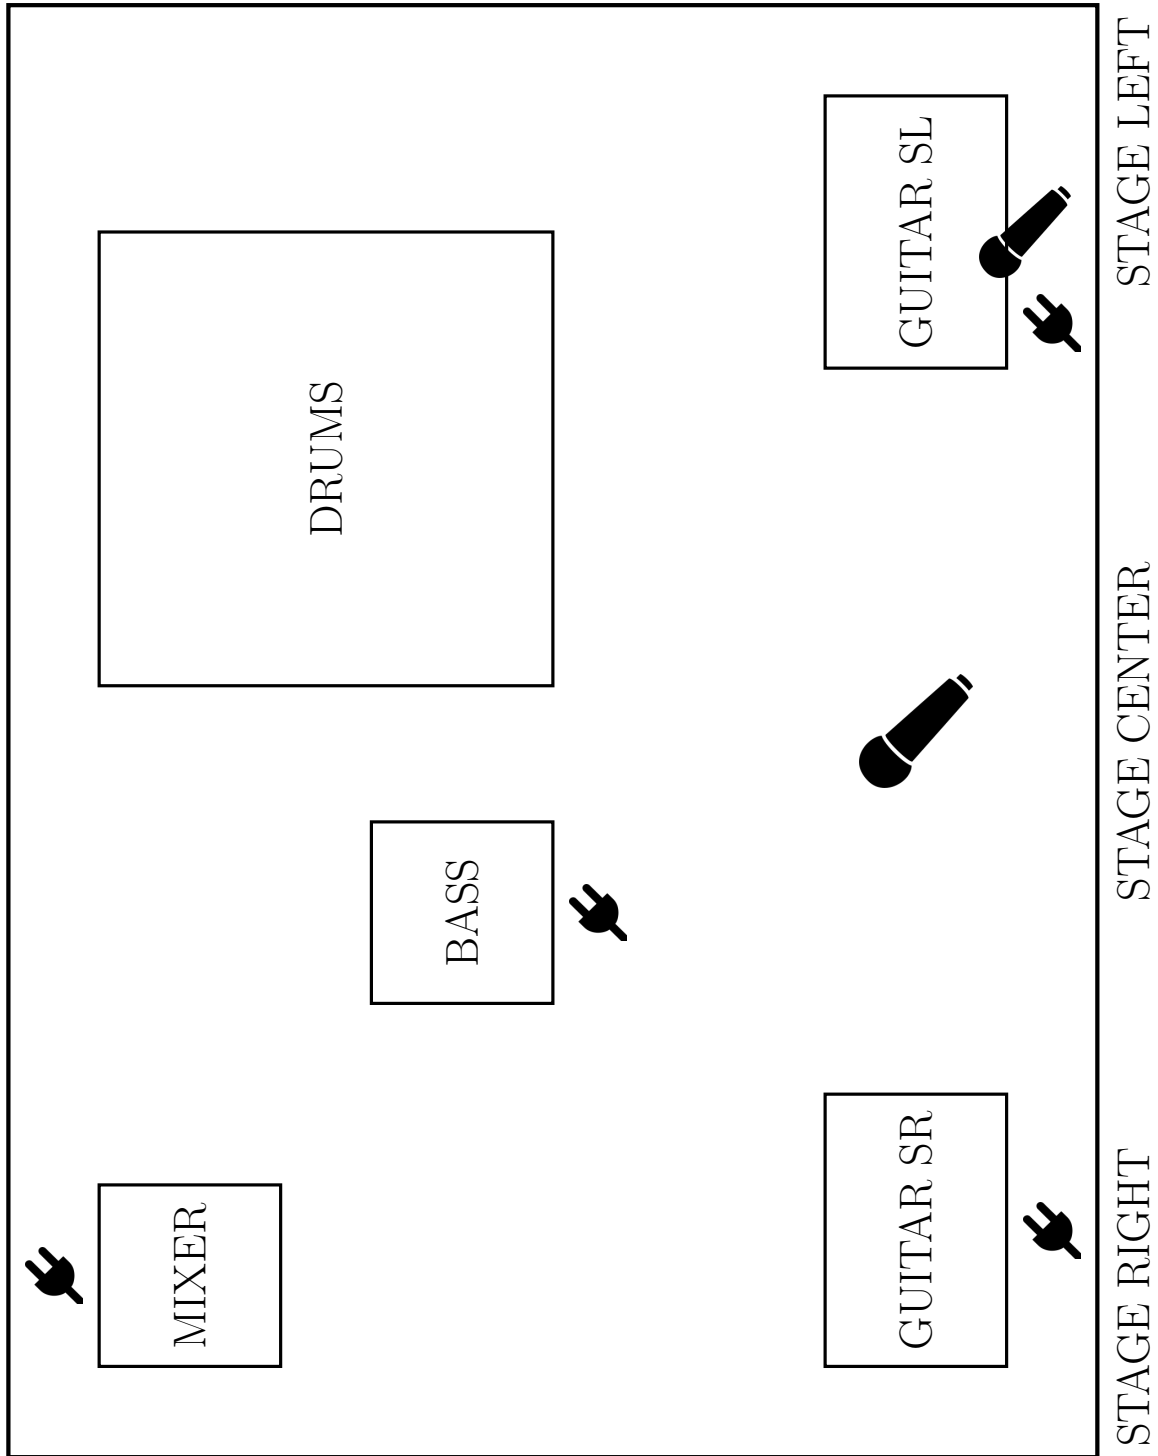 MIXER
DRUMS
BASS
GUITAR SR
GUITAR SL
STAGE RIGHT
STAGE CENTER
STAGE LEFT